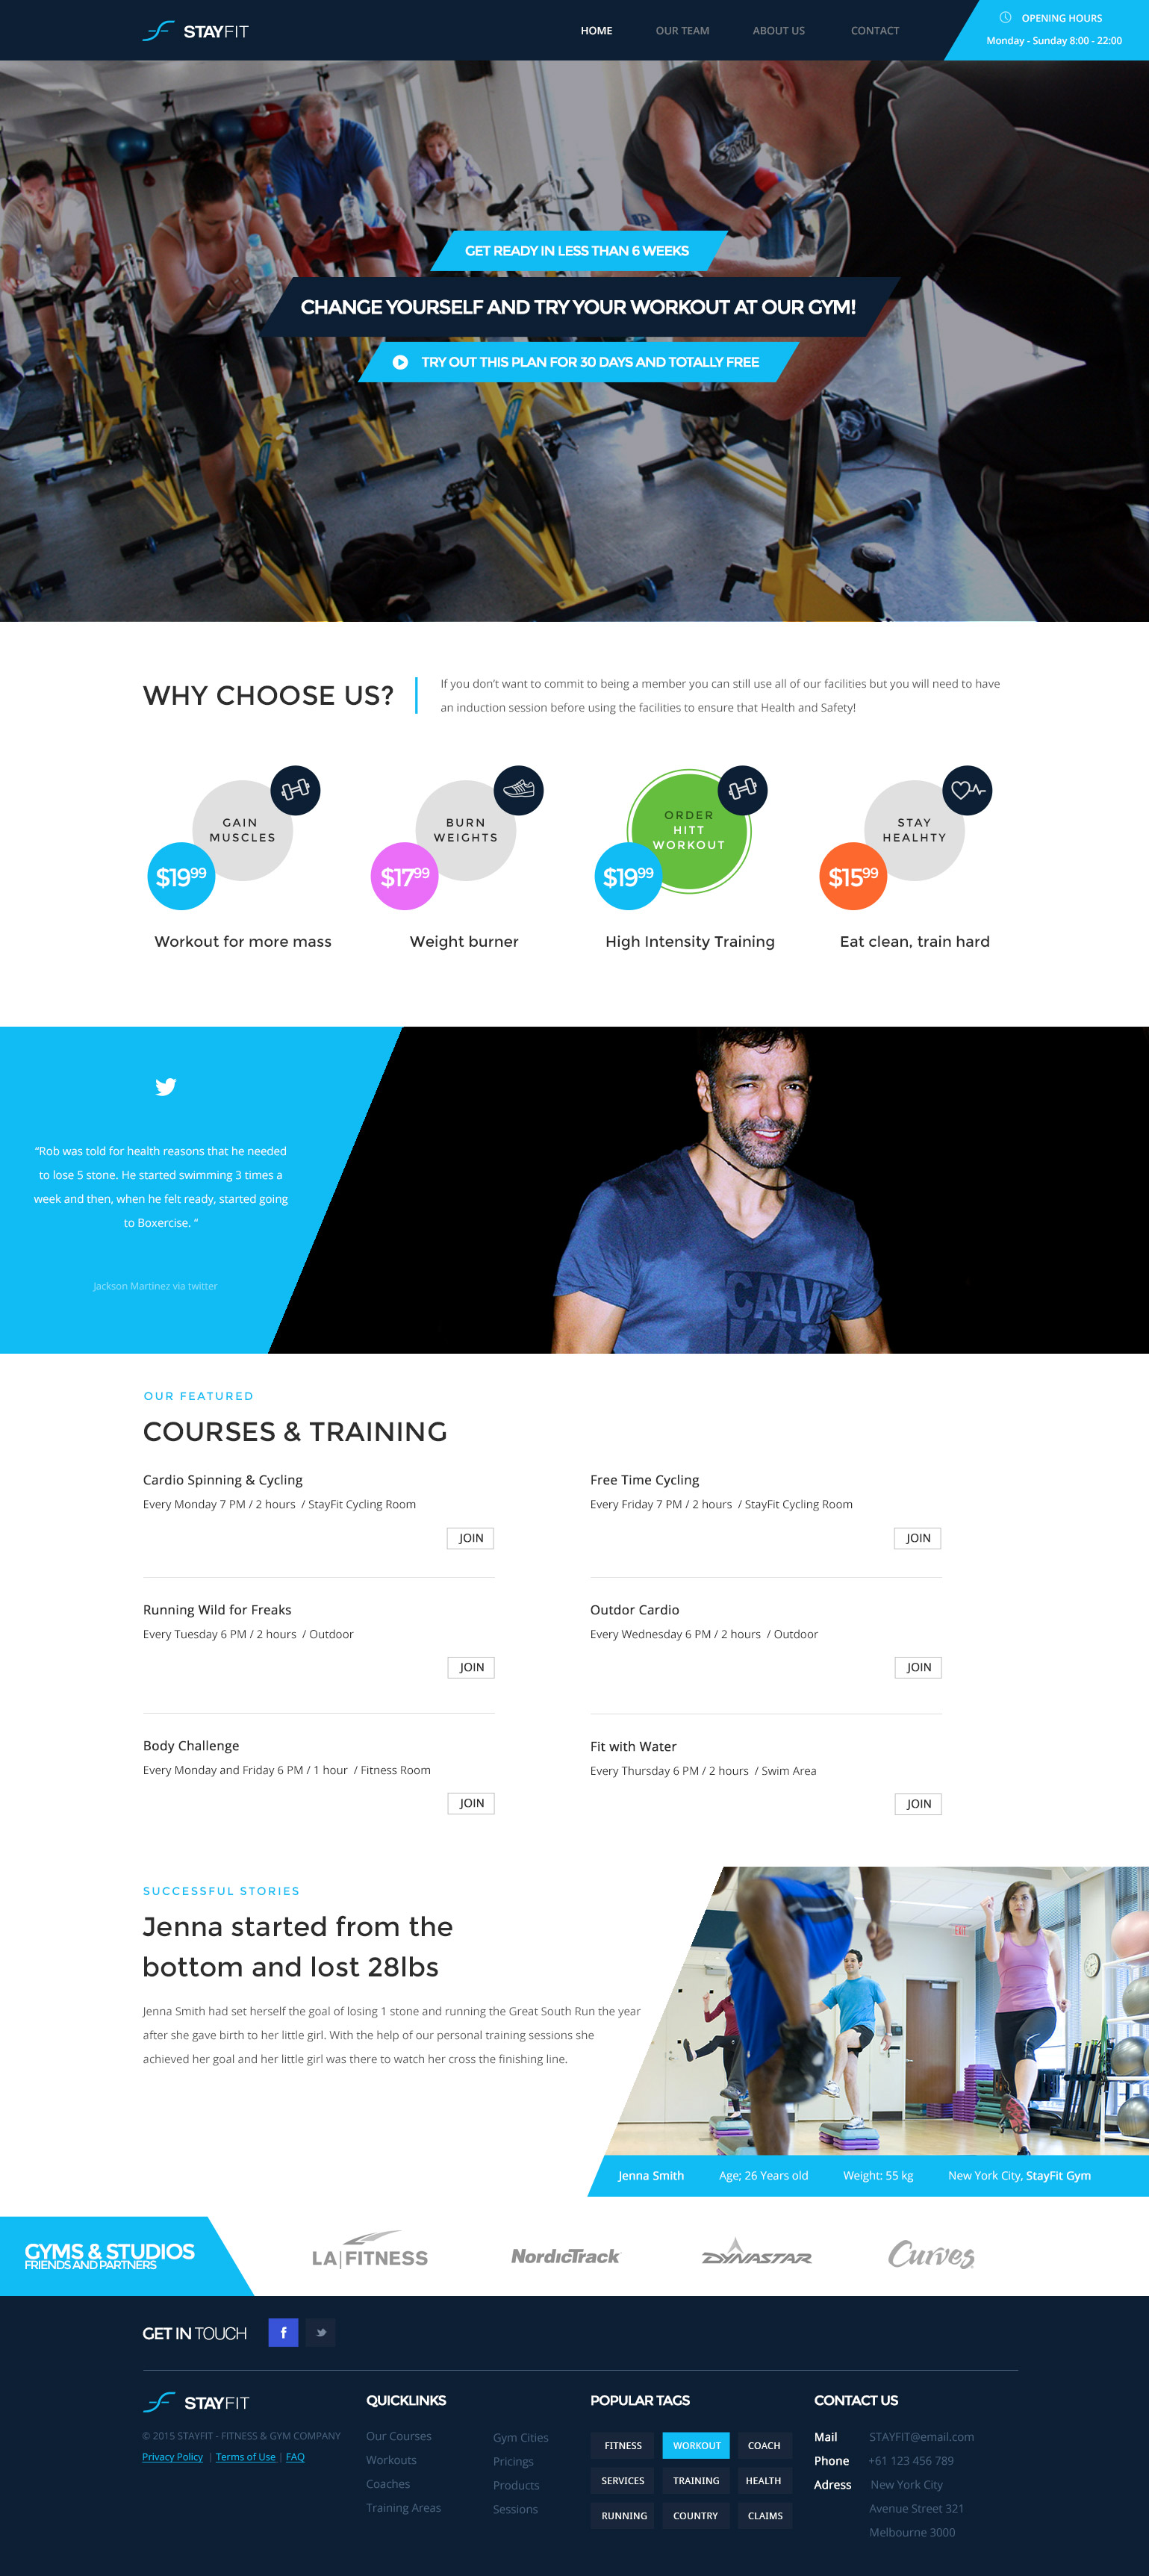 STAYFIT
HOME
OUR TEAM
ABOUT US
CONTACT
OPENING HOURS
Monday - Sunday 8:00 - 22:00
GET READY IN LESS THAN 6 WEEKS
CHANGE YOURSELF AND TRY YOUR WORKOUT AT OUR GYM!
TRY OUT THIS PLAN FOR 30 DAYS AND TOTALLY FREE
WHY CHOOSE US?
If you don't want to commit to being a member you can still use all of our facilities but you will need to have
an induction session before using the facilities to ensure that Health and Safety!
GAIN
MUSCLES
$1999
Workout for more mass
BURN
WEIGHTS
$1799
Weight burner
ORDER
HITT
WORKOUT
$1999
High Intensity Training
STAY
HEALHTY
$1599
Eat clean, train hard
“Rob was told for health reasons that he needed
to lose 5 stone. He started swimming 3 times a
week and then, when he felt ready, started going
to Boxercise. “
Jackson Martinez via twitter
CALVI
KL
OUR FEATURED
COURSES & TRAINING
Cardio Spinning & Cycling
Every Monday 7 PM / 2 hours / StayFit Cycling Room
JOIN
Free Time Cycling
Every Friday 7 PM / 2 hours / StayFit Cycling Room
JOIN
Running Wild for Freaks
Every Tuesday 6 PM / 2 hours / Outdoor
JOIN
Outdor Cardio
Every Wednesday 6 PM / 2 hours / Outdoor
JOIN
Body Challenge
Every Monday and Friday 6 PM / 1 hour / Fitness Room
JOIN
Fit with Water
Every Thursday 6 PM / 2 hours / Swim Area
JOIN
SUCCESSFUL STORIES
Jenna started from the
bottom and lost 28lbs
Jenna Smith had set herself the goal of losing 1 stone and running the Great South Run the year
after she gave birth to her little girl. With the help of our personal training sessions she
achieved her goal and her little girl was there to watch her cross the finishing line.
EXIT
Jenna Smith
Age; 26 Years old
Weight: 55 kg
New York City, StayFit Gym
GYMS & STUDIOS
FRIENDS AND PARTNERS
LA|FITNESS
NordicTrack
DYNASTAR
Curves
GET IN TOUCH
f
STAYFIT
© 2015 STAYFIT - FITNESS & GYM COMPANY
Privacy Policy | Terms of Use | FAQ
QUICKLINKS
Our Courses
Workouts
Coaches
Training Areas
Gym Cities
Pricings
Products
Sessions
POPULAR TAGS
FITNESS
WORKOUT
COACH
SERVICES
TRAINING
HEALTH
RUNNING
COUNTRY
CLAIMS
CONTACT US
Mail STAYFIT@email.com
Phone +61 123 456 789
Adress New York City
Avenue Street 321
Melbourne 3000